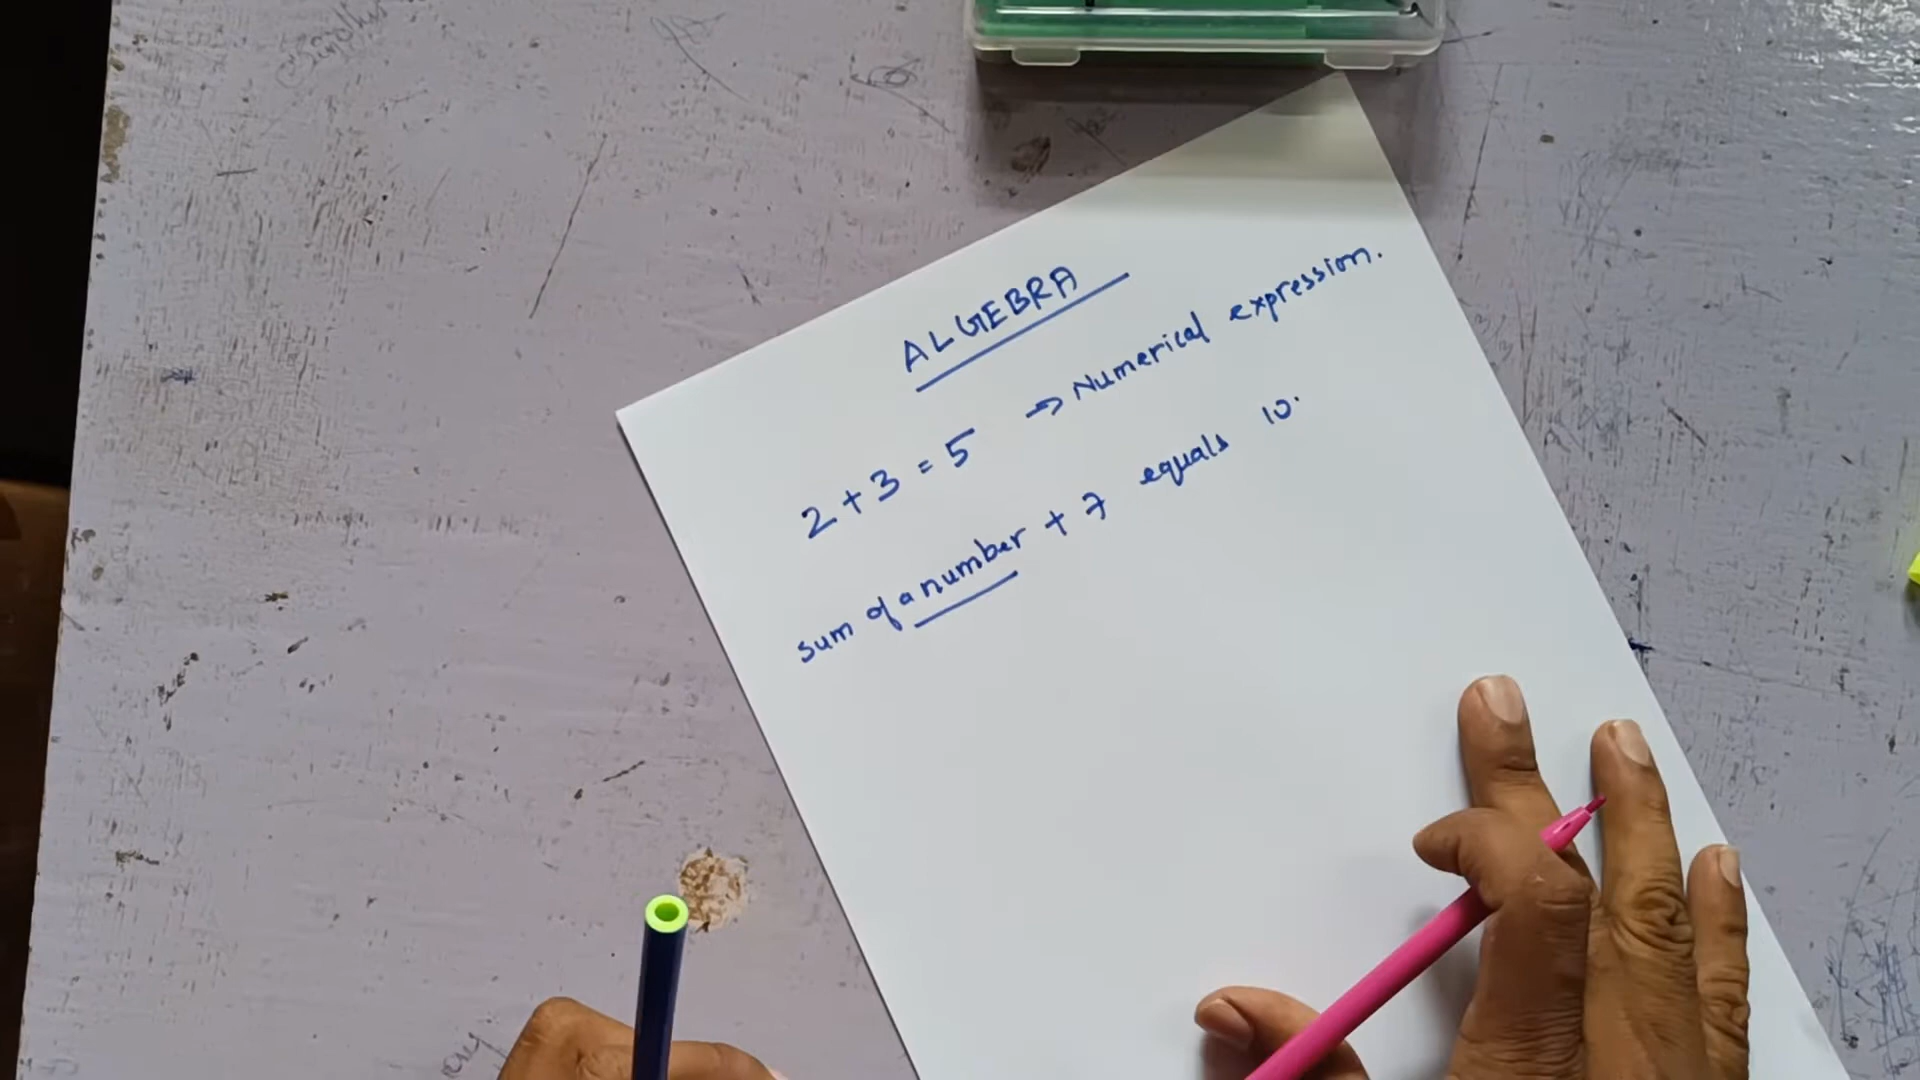 ALGEBRA
2 + 3 = 5 → Numerical expression.
sum of a number + 7 equals 10.